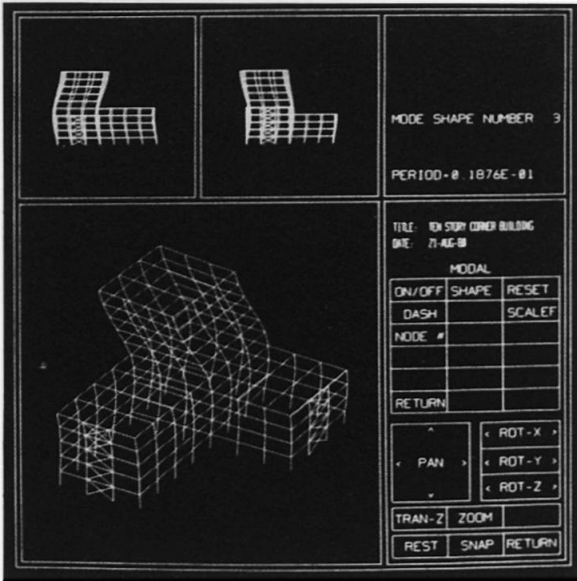 MODE SHAPE NUMBER 3
PERIOD=0.1876E-01
TITLE: TEN STORY CORNER BUILDING
DATE: 21-AUG-80
MODAL
ON/OFF SHAPE RESET
DASH SCALEF
NODE #
RETURN
^
< PAN >
v
< ROT-X >
< ROT-Y >
< ROT-Z >
TRAN-Z ZOOM
REST SNAP RETURN